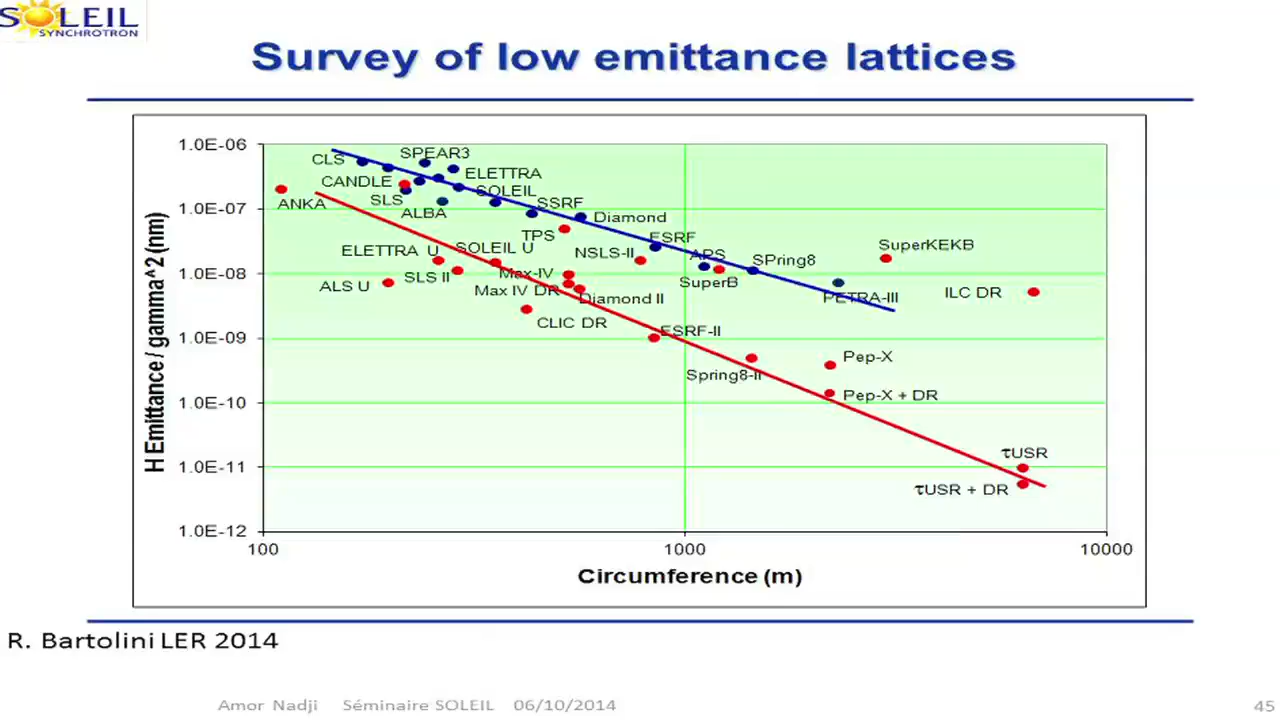 SOLEIL
SYNCHROTRON
Survey of low emittance lattices
1.0E-06
1.0E-07
1.0E-08
1.0E-09
1.0E-10
1.0E-11
1.0E-12
H Emittance / gamma^2 (nm)
CLS
SPEAR3
ELETTRA
CANDLE
SLS
SOLEIL
ANKA
ALBA
SSRF
Diamond
TPS
ESRF
ELETTRA U
SOLEIL U
NSLS-II
APS
SPring8
SuperKEKB
ALS U
SLS II
Max-IV
Max IV DR
Diamond II
SuperB
PETRA-III
ILC DR
CLIC DR
ESRF-II
Spring8-II
Pep-X
Pep-X + DR
τUSR
τUSR + DR
100
1000
10000
Circumference (m)
R. Bartolini LER 2014
Amor Nadji Séminaire SOLEIL 06/10/2014
45